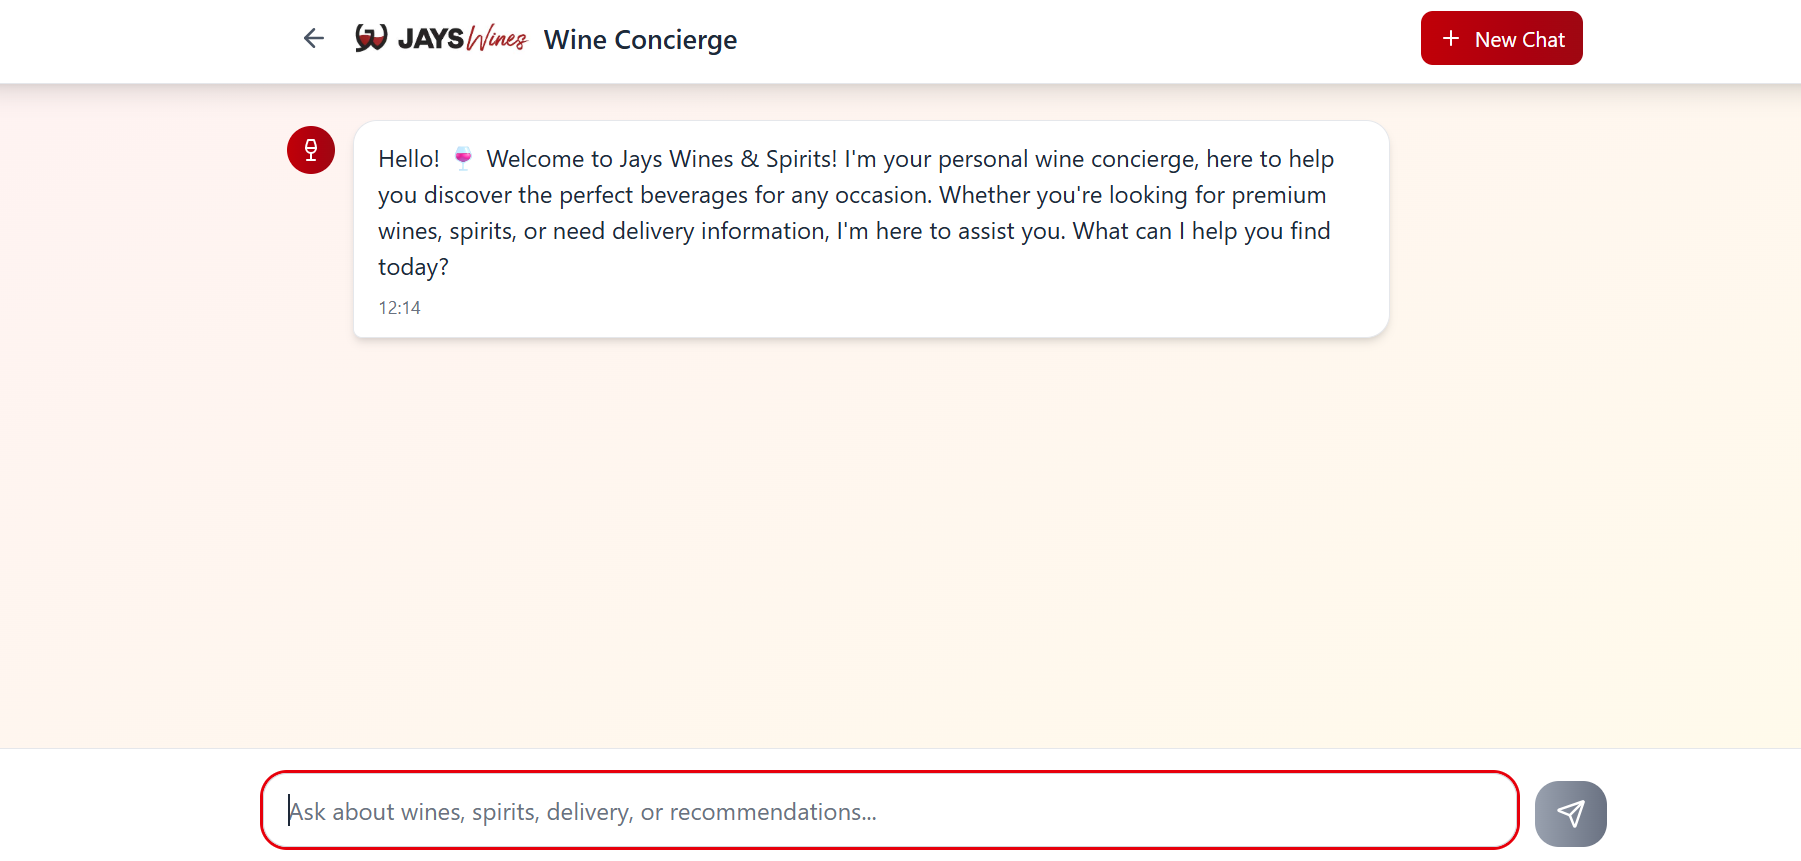 JAYS Wines Wine Concierge
New Chat
Hello! 🍷 Welcome to Jays Wines & Spirits! I'm your personal wine concierge, here to help
you discover the perfect beverages for any occasion. Whether you're looking for premium
wines, spirits, or need delivery information, I'm here to assist you. What can I help you find
today?
12:14
Ask about wines, spirits, delivery, or recommendations...